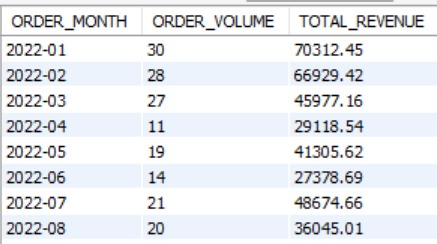 ORDER_MONTH ORDER_VOLUME TOTAL_REVENUE
2022-01 30 70312.45
2022-02 28 66929.42
2022-03 27 45977.16
2022-04 11 29118.54
2022-05 19 41305.62
2022-06 14 27378.69
2022-07 21 48674.66
2022-08 20 36045.01